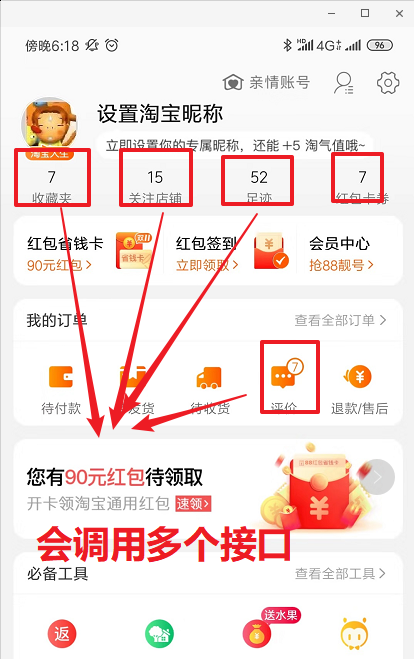 傍晚6:18 HD 4G+ 96
亲情账号
设置淘宝昵称
立即设置你的专属昵称，还能 +5 淘气值哦~
淘宝人生
7 15 52 7
收藏夹 关注店铺 足迹 红包卡券
红包省钱卡 红包签到 会员中心
90元红包> 立即领取> 抢88靓号>
省钱卡
我的订单 查看全部订单 >
7
待付款 发货 待收货 评价 退款/售后
您有90元红包待领取
开卡领淘宝通用红包 速领>
会调用多个接口
必备工具 查看全部工具 >
送水果
返